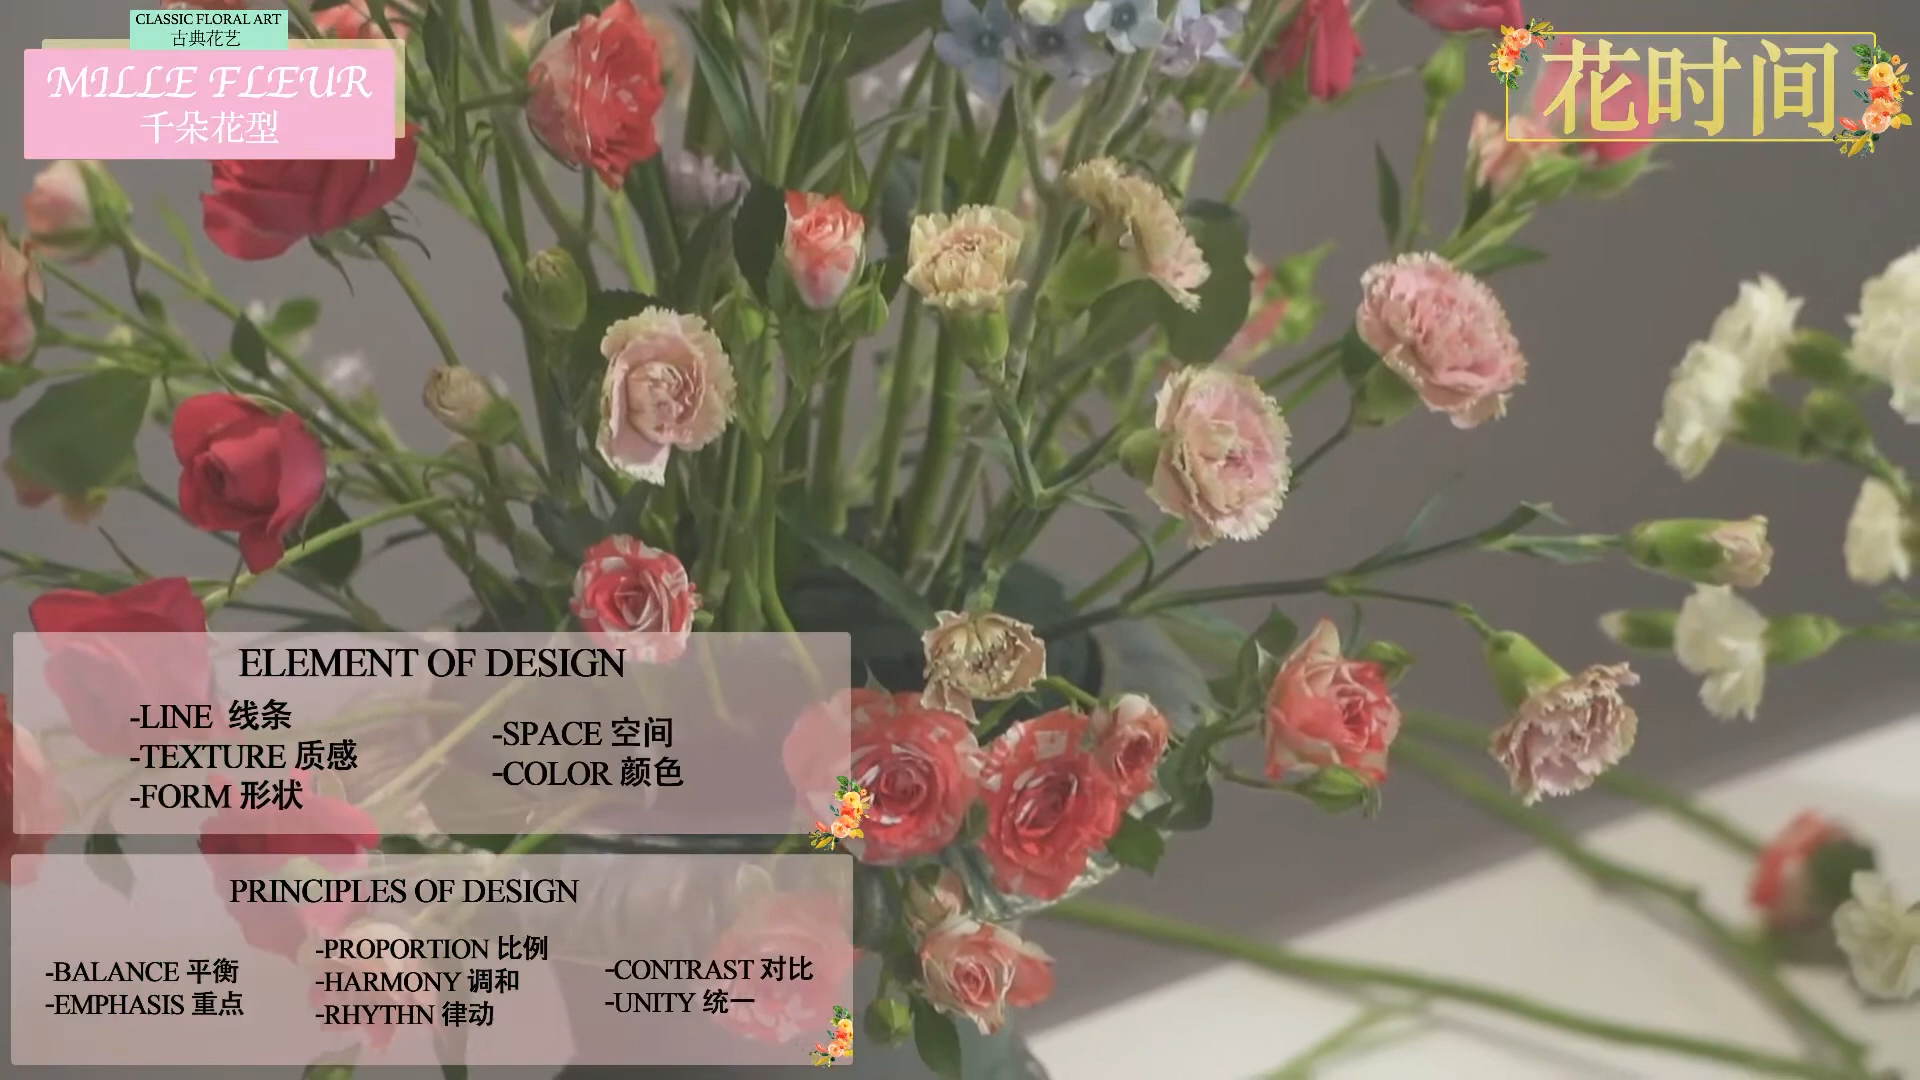 CLASSIC FLORAL ART
古典花艺
MILLE FLEUR
千朵花型
花时间
ELEMENT OF DESIGN
-LINE 线条
-TEXTURE 质感
-FORM 形状
-SPACE 空间
-COLOR 颜色
PRINCIPLES OF DESIGN
-BALANCE 平衡
-EMPHASIS 重点
-PROPORTION 比例
-HARMONY 调和
-RHYTHN 律动
-CONTRAST 对比
-UNITY 统一